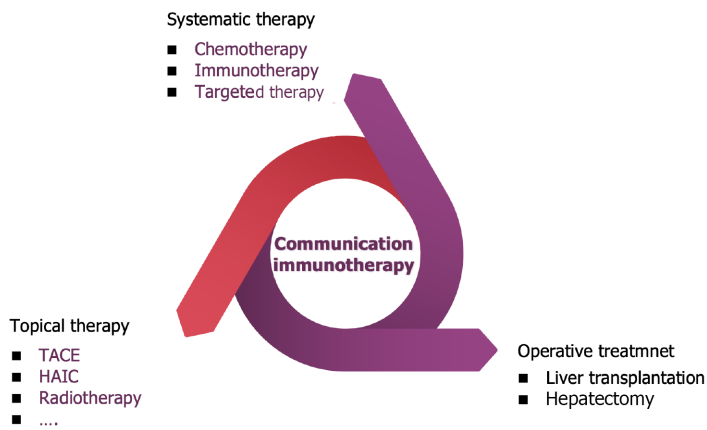 Systematic therapy
■ Chemotherapy
■ Immunotherapy
■ Targeted therapy
Communication
immunotherapy
Topical therapy
■ TACE
■ HAIC
■ Radiotherapy
■ ....
Operative treatmnet
■ Liver transplantation
■ Hepatectomy